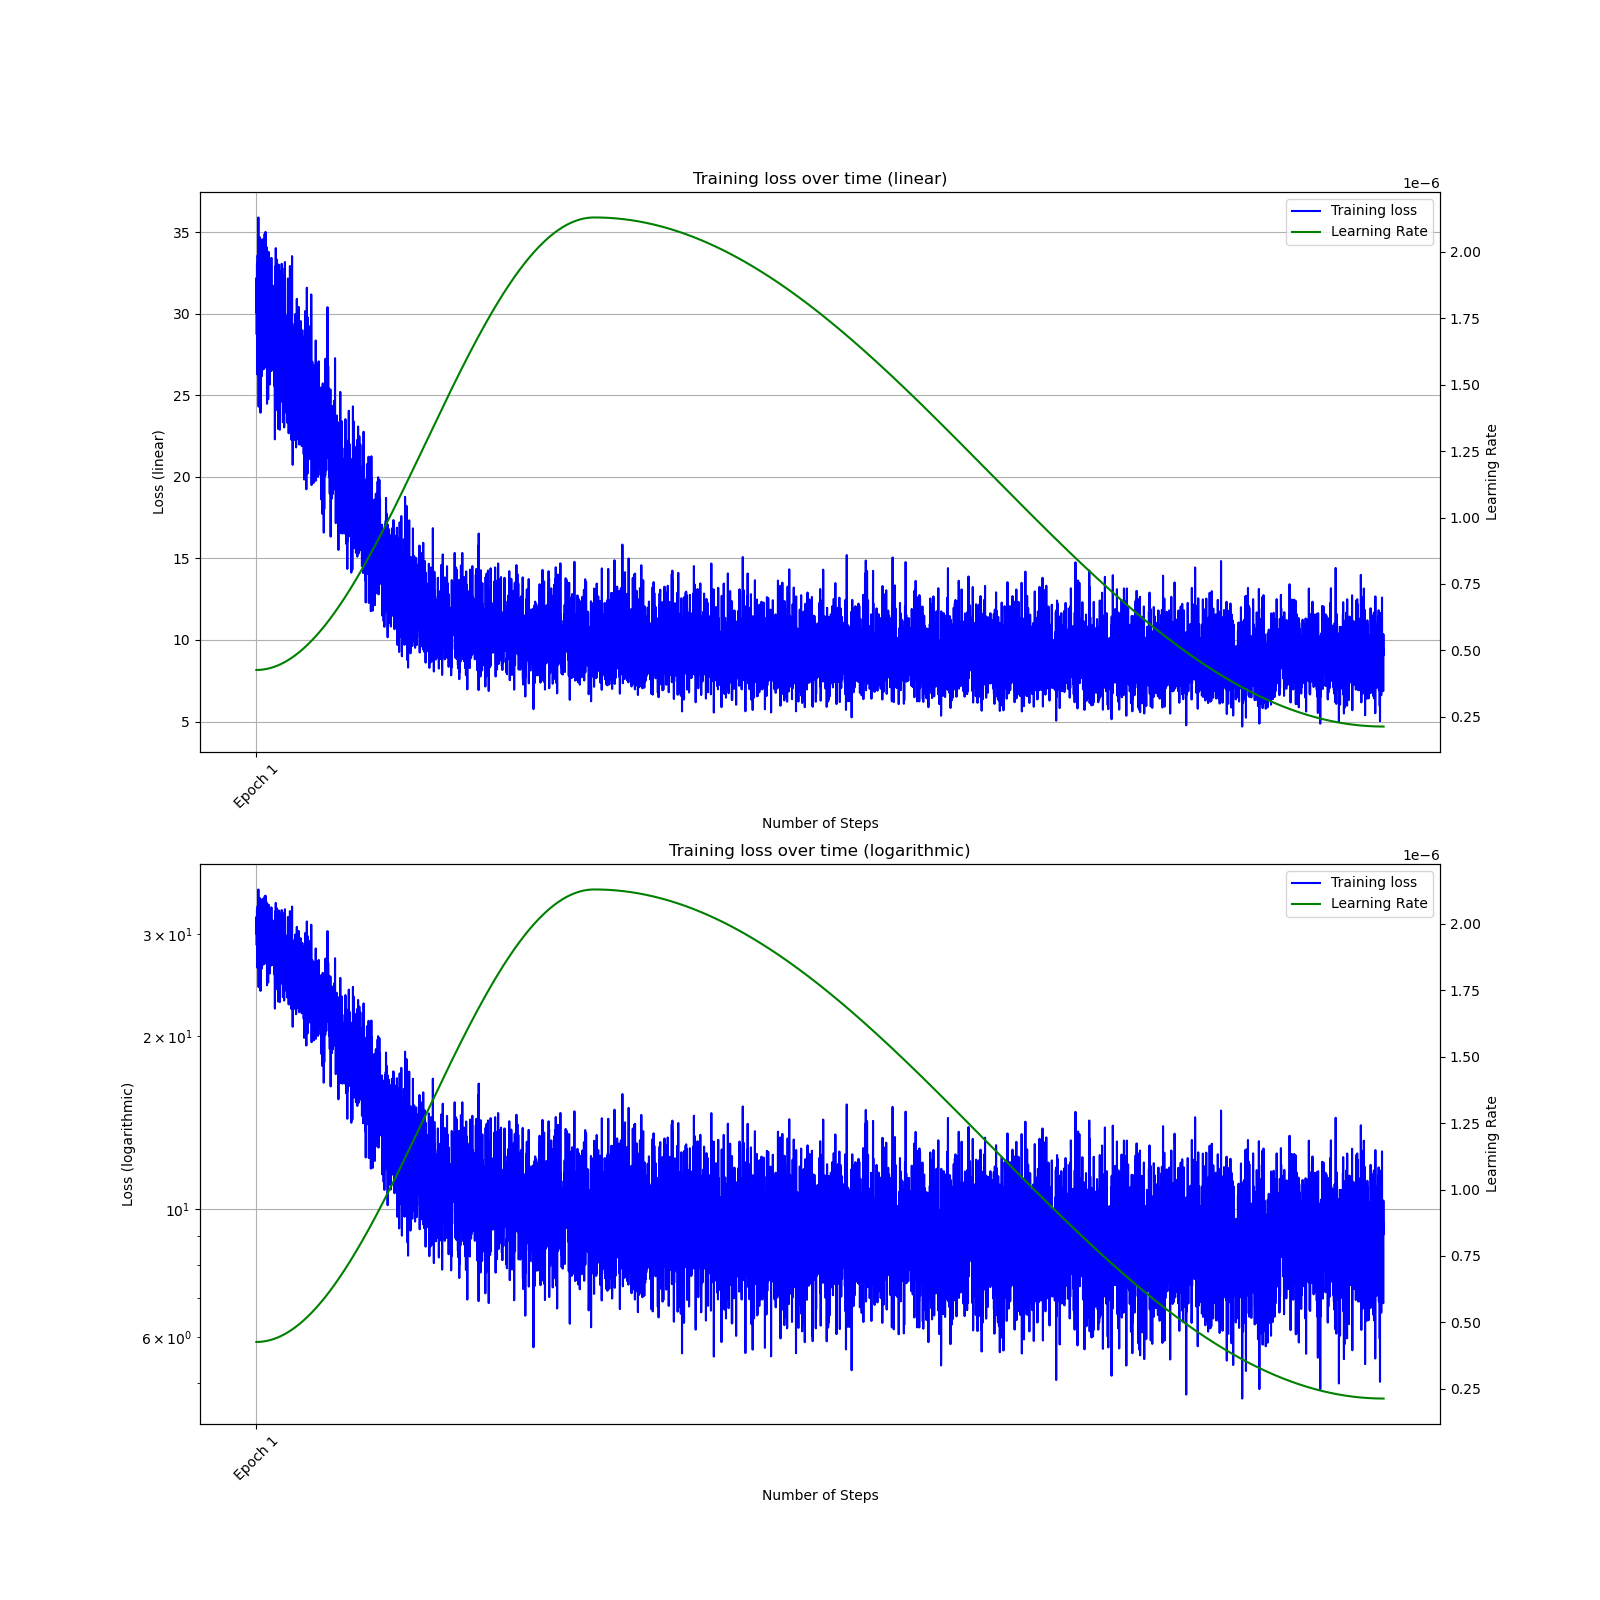 Training loss over time (linear)
1e−6
Training loss
Learning Rate
35
30
25
20
15
10
5
Loss (linear)
2.00
1.75
1.50
1.25
1.00
0.75
0.50
0.25
Learning Rate
Epoch 1
Number of Steps
Training loss over time (logarithmic)
1e−6
Training loss
Learning Rate
3 × 10¹
2 × 10¹
10¹
6 × 10⁰
Loss (logarithmic)
2.00
1.75
1.50
1.25
1.00
0.75
0.50
0.25
Learning Rate
Epoch 1
Number of Steps